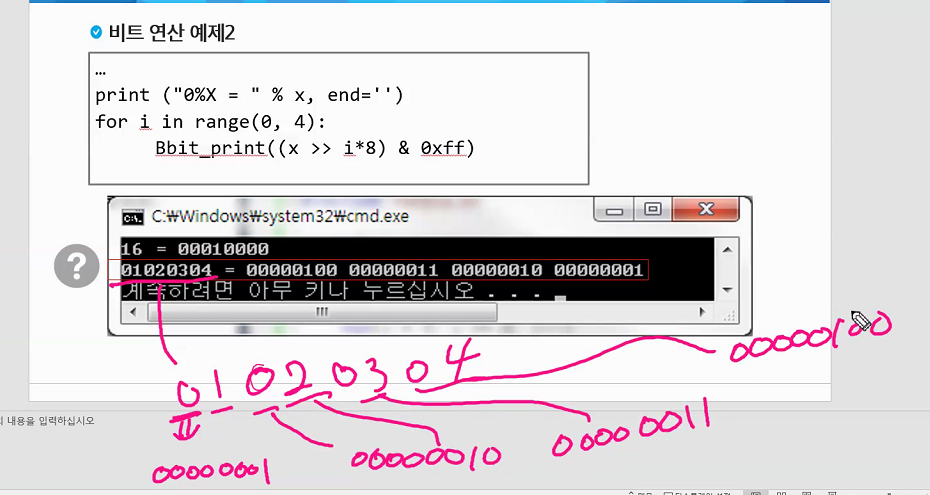 비트 연산 예제2
…
print ("0%X = " % x, end='')
for i in range(0, 4):
Bbit_print((x >> i*8) & 0xff)
C:₩Windows₩system32₩cmd.exe
16 = 00010000
?
01020304 = 00000100 00000011 00000010 00000001
계속하려면 아무 키나 누르십시오 . . .
00000100
01020304
내용을 입력하십시오
00000011
00000010
00000001